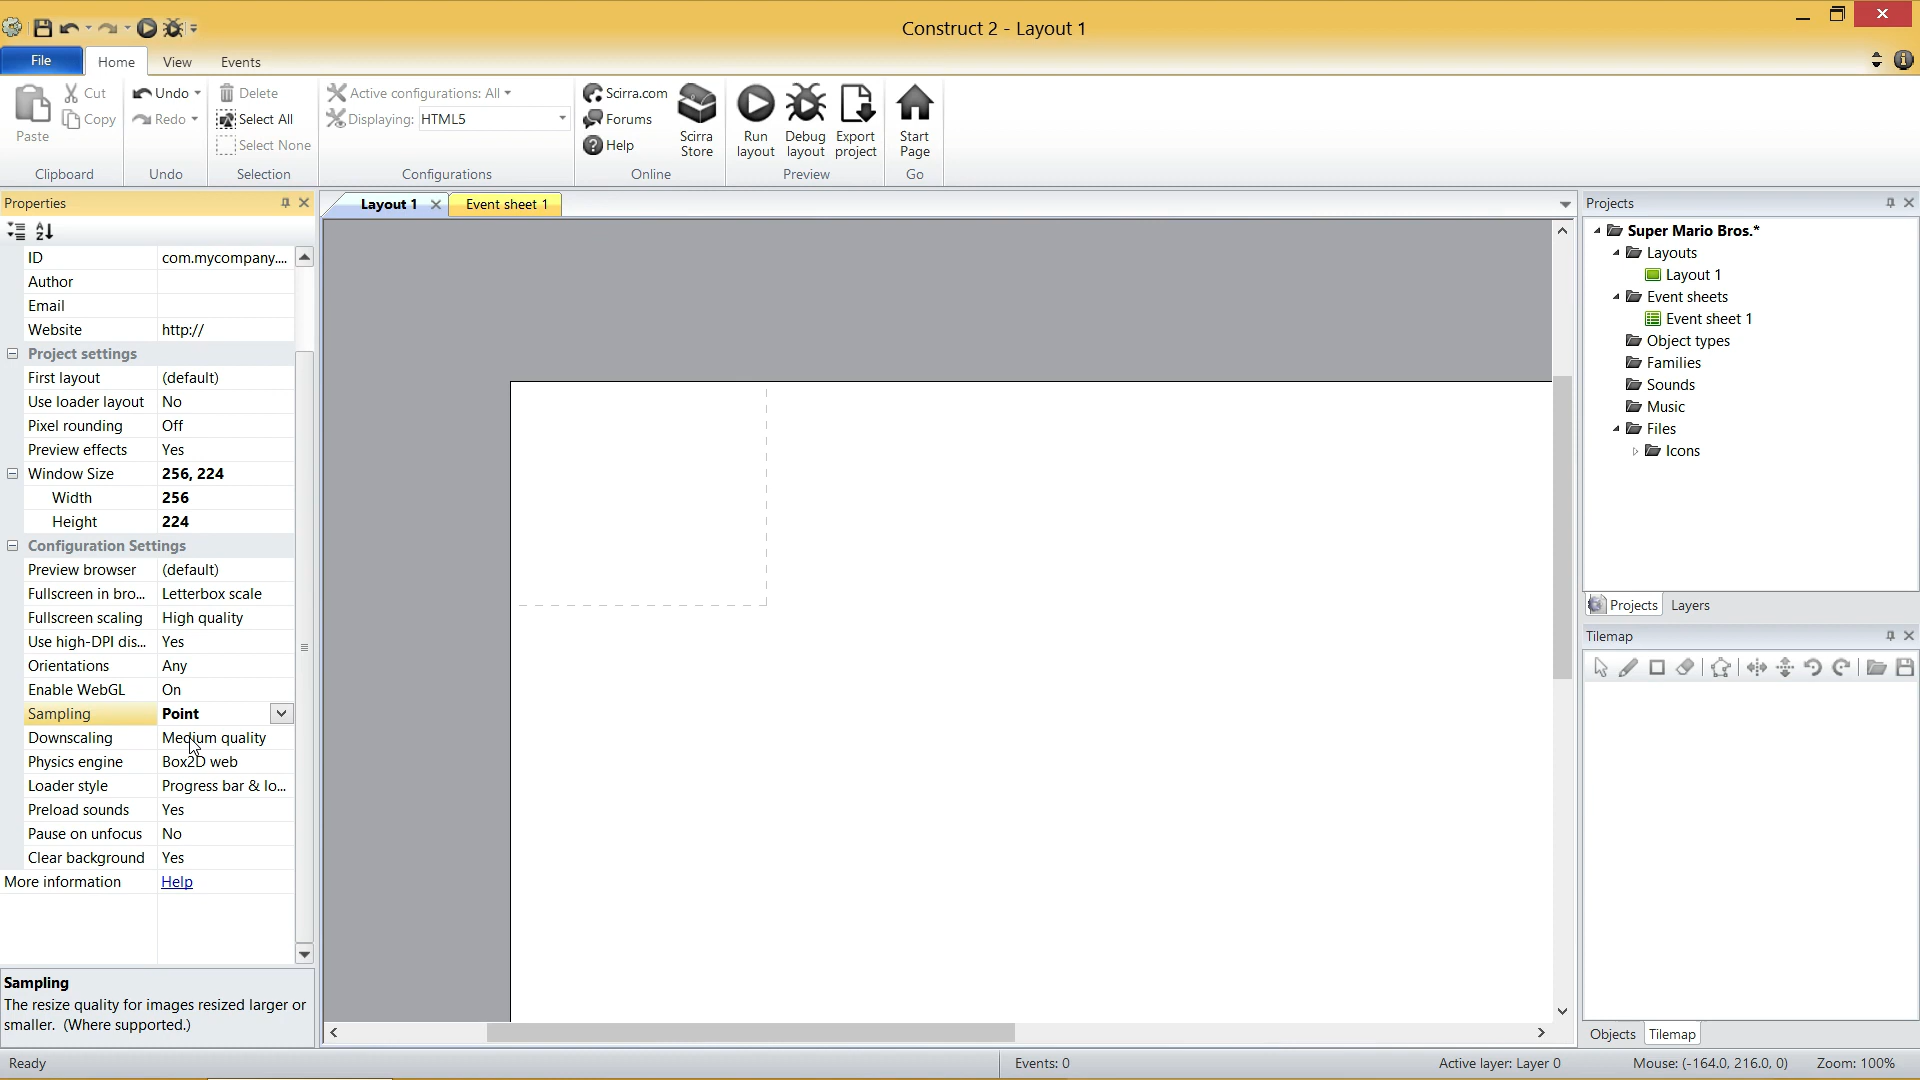 Construct 2 - Layout 1
File Home View Events
Paste Cut Copy Clipboard
Undo Redo Undo
Delete Select All Select None Selection
Active configurations: All
Displaying: HTML5
Configurations
Scirra.com Forums Help Scirra Store Online
Run layout Debug layout Export project Preview
Start Page Go
Properties
ID com.mycompany....
Author
Email
Website http://
Project settings
First layout (default)
Use loader layout No
Pixel rounding Off
Preview effects Yes
Window Size 256, 224
Width 256
Height 224
Configuration Settings
Preview browser (default)
Fullscreen in bro... Letterbox scale
Fullscreen scaling High quality
Use high-DPI dis... Yes
Orientations Any
Enable WebGL On
Sampling Point
Downscaling Medium quality
Physics engine Box2D web
Loader style Progress bar & lo...
Preload sounds Yes
Pause on unfocus No
Clear background Yes
More information Help
Sampling
The resize quality for images resized larger or
smaller. (Where supported.)
Layout 1 Event sheet 1
Projects
Super Mario Bros.*
Layouts
Layout 1
Event sheets
Event sheet 1
Object types
Families
Sounds
Music
Files
Icons
Projects Layers
Tilemap
Objects Tilemap
Ready Events: 0 Active layer: Layer 0 Mouse: (-164.0, 216.0, 0) Zoom: 100%